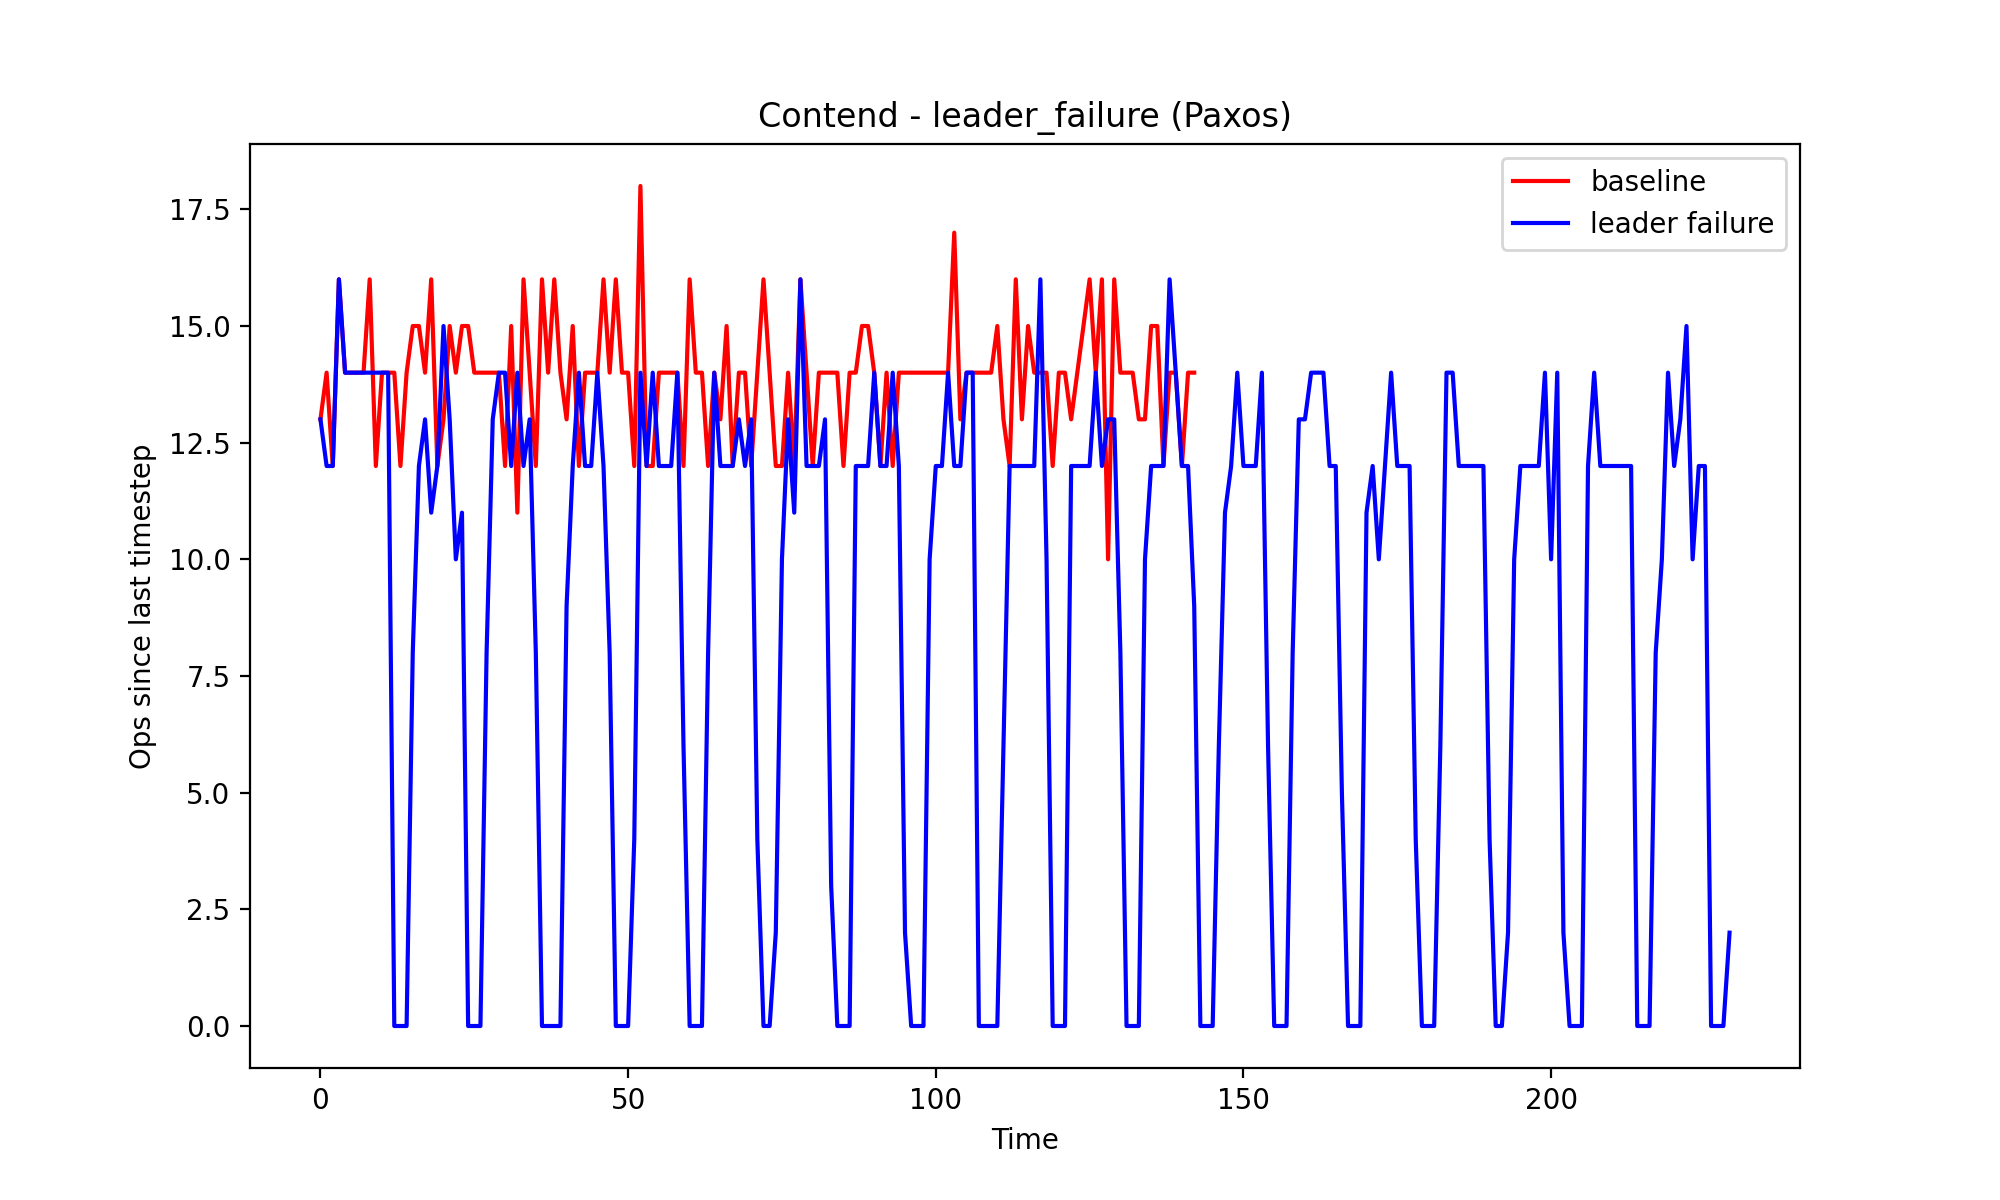 Contend - leader_failure (Paxos)
baseline
leader failure
17.5
15.0
12.5
10.0
7.5
5.0
2.5
0.0
Ops since last timestep
0 50 100 150 200
Time